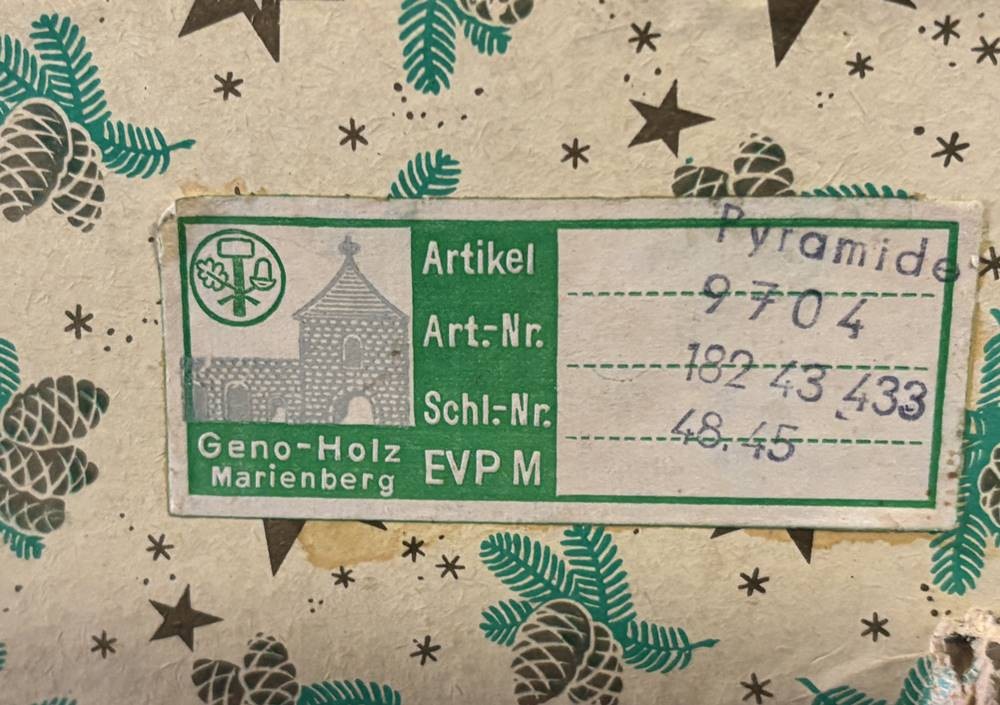 Artikel Pyramide
Art.-Nr. 9704
Schl.-Nr. 182 43 433
EVP M 48.45
Geno-Holz
Marienberg